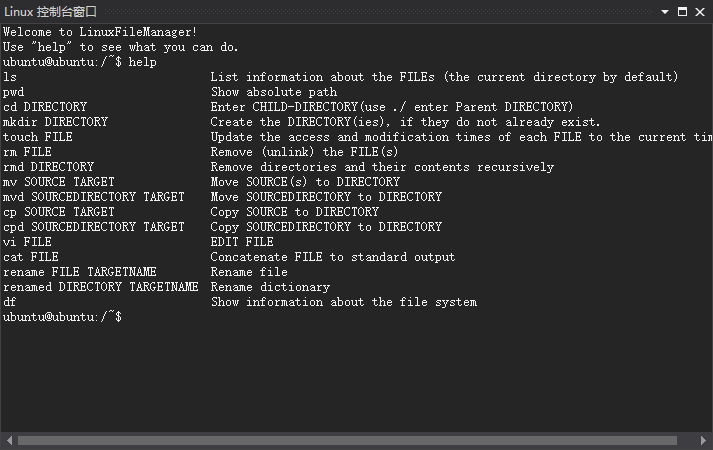 Linux 控制台窗口
Welcome to LinuxFileManager!
Use "help" to see what you can do.
ubuntu@ubuntu:/~$ help
ls List information about the FILEs (the current directory by default)
pwd Show absolute path
cd DIRECTORY Enter CHILD-DIRECTORY(use ./ enter Parent DIRECTORY)
mkdir DIRECTORY Create the DIRECTORY(ies), if they do not already exist.
touch FILE Update the access and modification times of each FILE to the current tim
rm FILE Remove (unlink) the FILE(s)
rmd DIRECTORY Remove directories and their contents recursively
mv SOURCE TARGET Move SOURCE(s) to DIRECTORY
mvd SOURCEDIRECTORY TARGET Move SOURCEDIRECTORY to DIRECTORY
cp SOURCE TARGET Copy SOURCE to DIRECTORY
cpd SOURCEDIRECTORY TARGET Copy SOURCEDIRECTORY to DIRECTORY
vi FILE EDIT FILE
cat FILE Concatenate FILE to standard output
rename FILE TARGETNAME Rename file
renamed DIRECTORY TARGETNAME Rename dictionary
df Show information about the file system
ubuntu@ubuntu:/~$